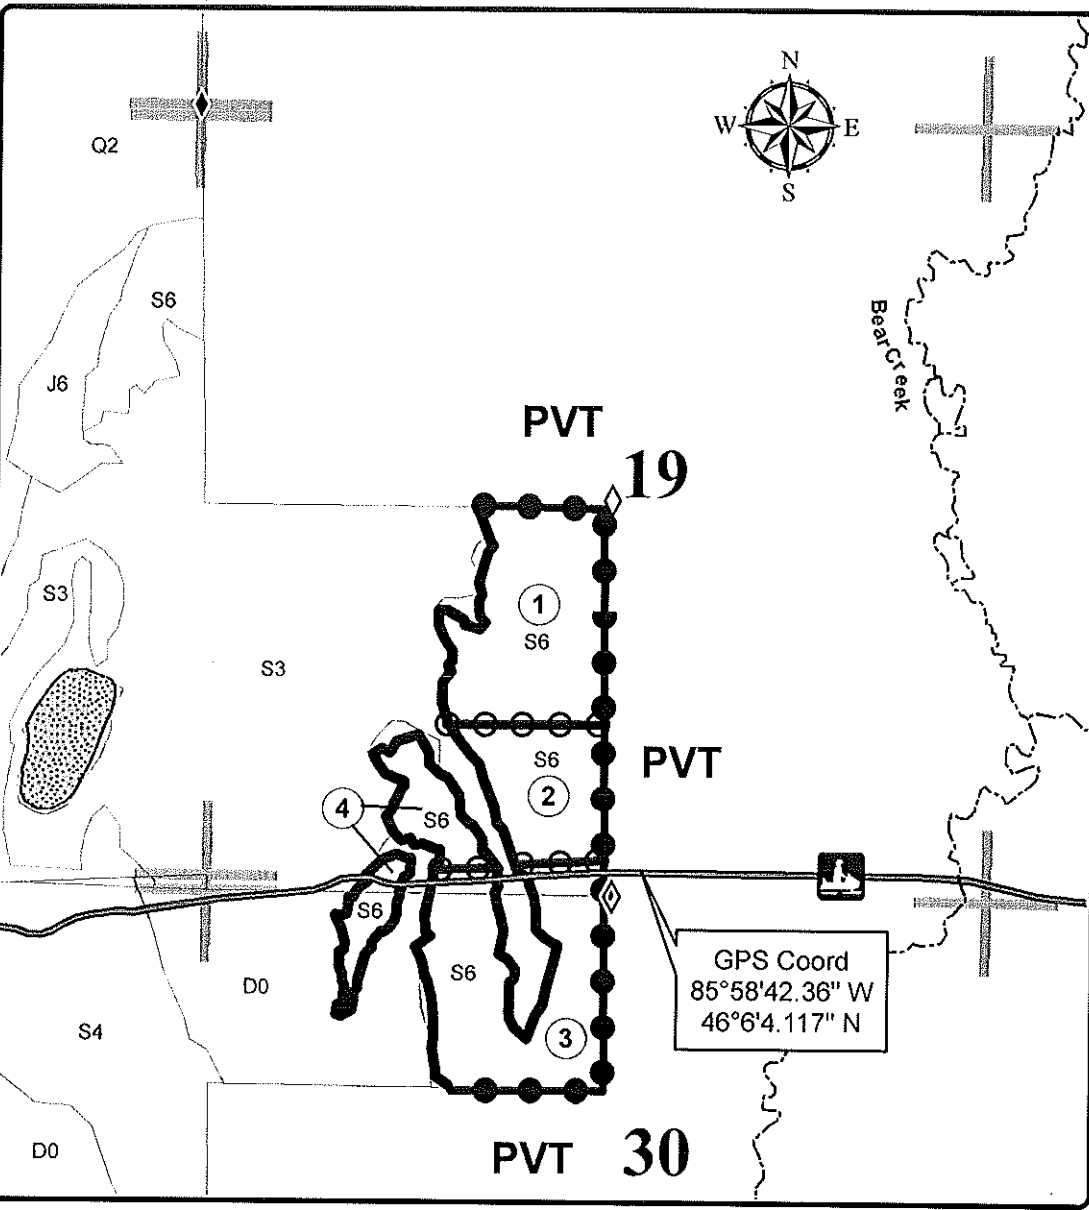 N
W E
S
Q2
S6
J6
Bear Creek
PVT
19
S3
1
S6
S3
S6
2
PVT
4
S6
S6
D0
S6
GPS Coord
85°58'42.36" W
46°6'4.117" N
S4
3
D0
PVT 30